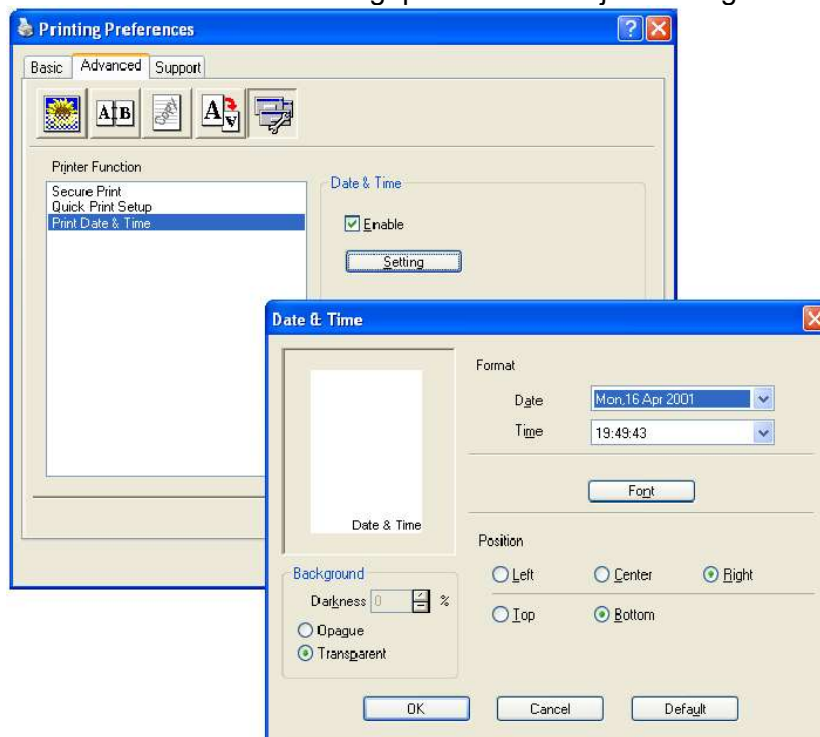 Printing Preferences
Basic Advanced Support
A B copy A A
Printer Function
Secure Print
Quick Print Setup
Print Date & Time
Date & Time
Enable
Setting
Date & Time
Date & Time
Format
Date Mon,16 Apr 2001
Time 19:49:43
Font
Position
Left Center Right
Top Bottom
Background
Darkness 0 %
Opaque
Transparent
OK Cancel Default